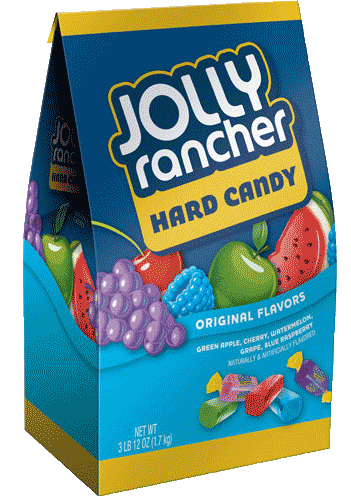 JOLLY
rancher
HARD CANDY
ORIGINAL FLAVORS
GREEN APPLE, CHERRY, WATERMELON,
GRAPE, BLUE RASPBERRY
NATURALLY & ARTIFICIALLY FLAVORED
NET WT
3 LB 12 OZ (1.7 kg)